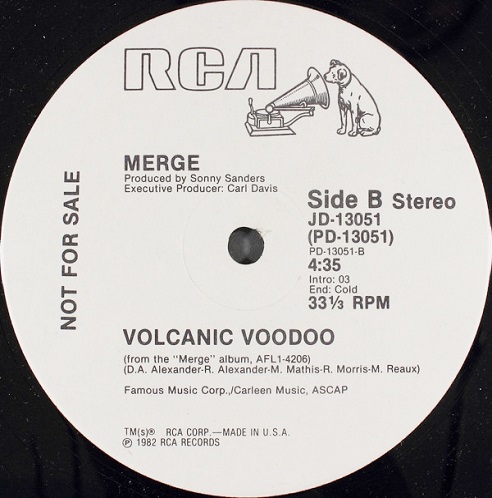 RCA
MERGE
Produced by Sonny Sanders
Executive Producer: Carl Davis
NOT FOR SALE
Side B Stereo
JD-13051
(PD-13051)
PD-13051-B
4:35
Intro: 03
End: Cold
33⅓ RPM
VOLCANIC VOODOO
(from the "Merge" album, AFL1-4206)
(D.A. Alexander-R. Alexander-M. Mathis-R. Morris-M. Reaux)
Famous Music Corp./Carleen Music, ASCAP
TM(s)® RCA CORP.—MADE IN U.S.A.
℗ 1982 RCA RECORDS